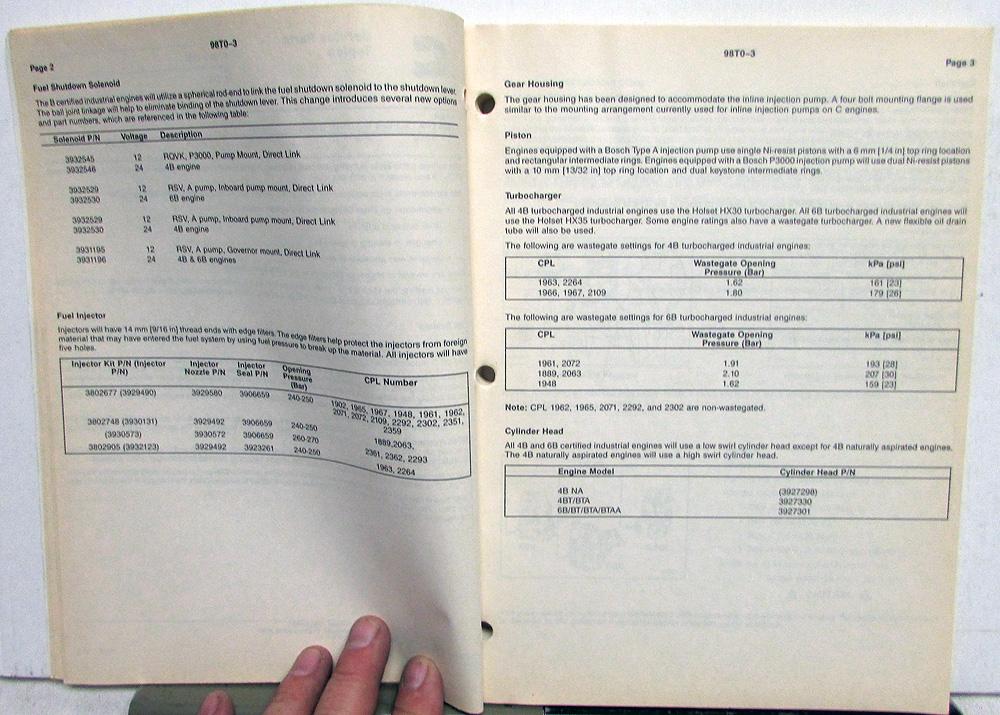 98T0-3
Page 2
Fuel Shutdown Solenoid
The B certified industrial engines will utilize a spherical rod-end to link the fuel shutdown solenoid to the shutdown lever.
The ball joint linkage will help to eliminate binding of the shutdown lever. This change introduces several new options
and part numbers, which are referenced in the following table:
Solenoid P/N Voltage Description
3932545 12 RQVK, P3000, Pump Mount, Direct Link
3932546 24 4B engine
3932529 12 RSV, A pump, Inboard pump mount, Direct Link
3932530 24 6B engine
3932529 12 RSV, A pump, Inboard pump mount, Direct Link
3932530 24 4B engine
3931195 12 RSV, A pump, Governor mount, Direct Link
3931196 24 4B & 6B engines
Fuel Injector
Injectors will have 14 mm [9/16 in] thread ends with edge filters. The edge filters help protect the injectors from foreign
material that may have entered the fuel system by using fuel pressure to break up the material. All injectors will have
five holes.
Injector Kit P/N (Injector P/N) Injector Nozzle P/N Injector Seal P/N Opening Pressure (Bar) CPL Number
3802677 (3929490) 3929580 3906659 240-250 1902, 1965, 1967, 1948, 1961, 1962,
2071, 2072, 2109, 2292, 2302, 2351,
2359
3802748 (3930131) 3929492 3906659 240-250 1889,2063,
(3930573) 3930572 3906659 260-270 2361, 2362, 2293
3802905 (3932123) 3929492 3923261 240-250 1963, 2264
98T0-3
Page 3
Gear Housing
The gear housing has been designed to accommodate the inline injection pump. A four bolt mounting flange is used
similar to the mounting arrangement currently used for inline injection pumps on C engines.
Piston
Engines equipped with a Bosch Type A injection pump use single Ni-resist pistons with a 6 mm [1/4 in] top ring location
and rectangular intermediate rings. Engines equipped with a Bosch P3000 injection pump will use dual Ni-resist pistons
with a 10 mm [13/32 in] top ring location and dual keystone intermediate rings.
Turbocharger
All 4B turbocharged industrial engines use the Holset HX30 turbocharger. All 6B turbocharged industrial engines will
use the Holset HX35 turbocharger. Some engine ratings also have a wastegate turbocharger. A new flexible oil drain
tube will also be used.
The following are wastegate settings for 4B turbocharged industrial engines:
CPL Wastegate Opening kPa [psi]
Pressure (Bar)
1963, 2264 1.62 161 [23]
1966, 1967, 2109 1.80 179 [26]
The following are wastegate settings for 6B turbocharged industrial engines:
CPL Wastegate Opening kPa [psi]
Pressure (Bar)
1961, 2072 1.91 193 [28]
1889, 2063 2.10 207 [30]
1948 1.62 159 [23]
Note: CPL 1962, 1965, 2071, 2292, and 2302 are non-wastegated.
Cylinder Head
All 4B and 6B certified industrial engines will use a low swirl cylinder head except for 4B naturally aspirated engines.
The 4B naturally aspirated engines will use a high swirl cylinder head.
Engine Model Cylinder Head P/N
4B NA (3927298)
4BT/BTA 3927330
6B/BT/BTA/BTAA 3927301